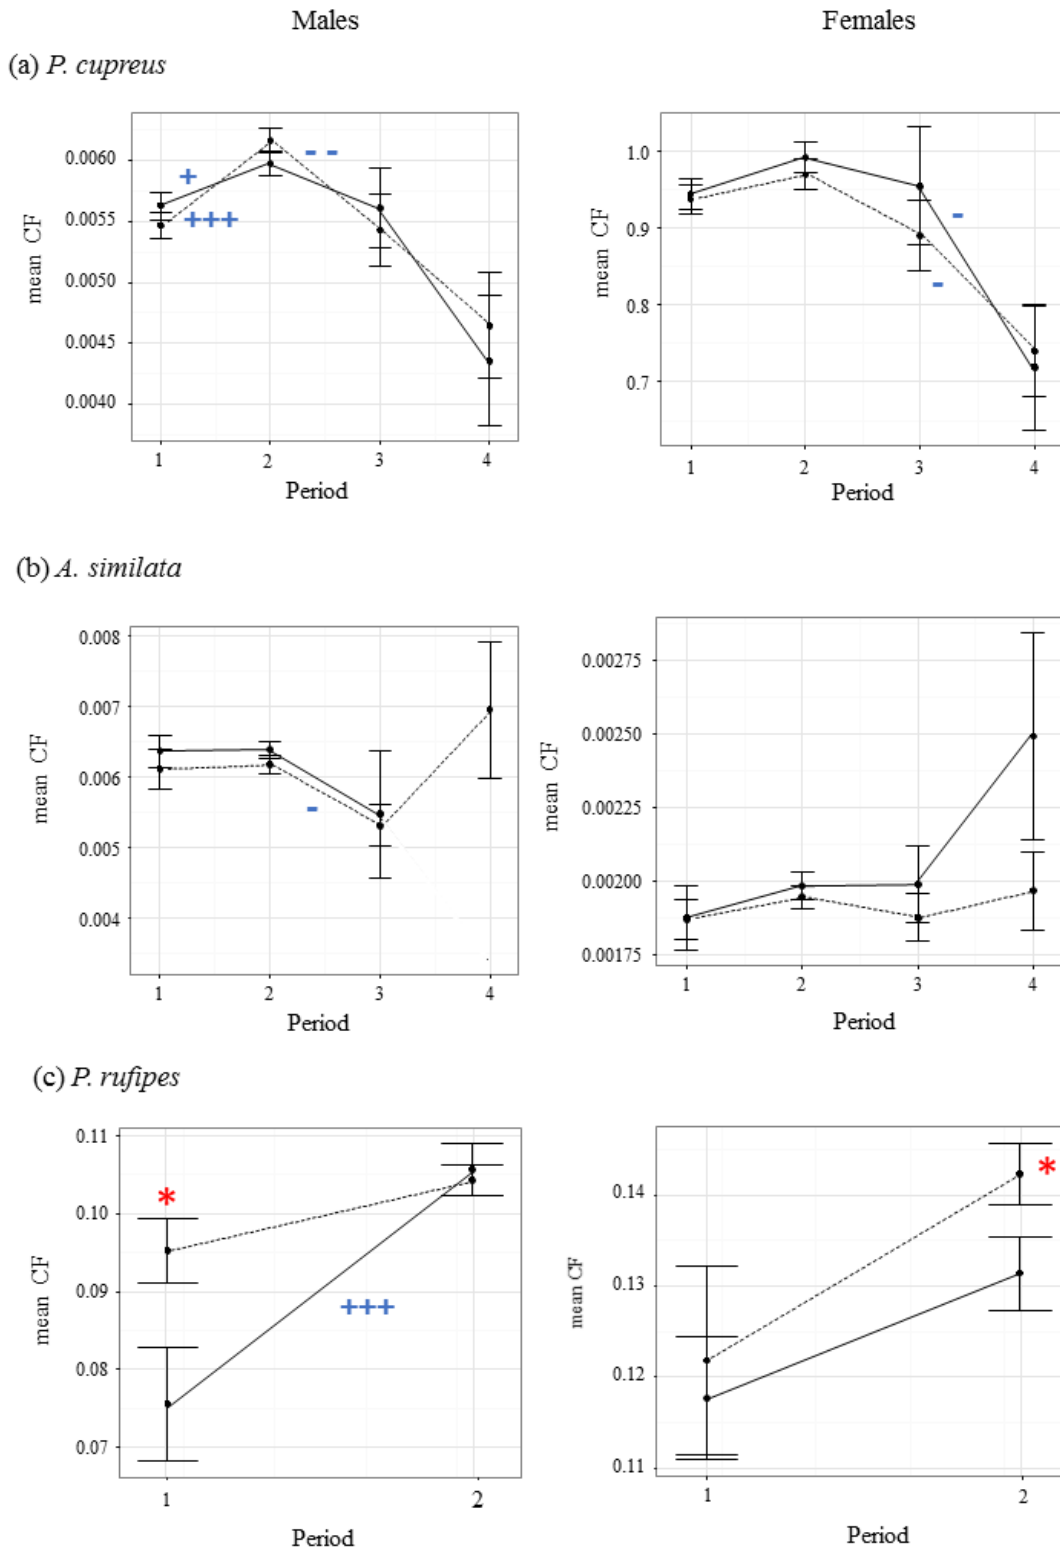 Males Females
(a) P. cupreus
mean CF
0.0060
0.0055
0.0050
0.0045
0.0040
+
+++
- -
1 2 3 4
Period
mean CF
1.0
0.9
0.8
0.7
-
-
1 2 3 4
Period
(b) A. similata
mean CF
0.008
0.007
0.006
0.005
0.004
-
1 2 3 4
Period
mean CF
0.00275
0.00250
0.00225
0.00200
0.00175
1 2 3 4
Period
(c) P. rufipes
mean CF
0.11
0.10
0.09
0.08
0.07
*
+++
1 2
Period
mean CF
0.14
0.13
0.12
0.11
*
1 2
Period